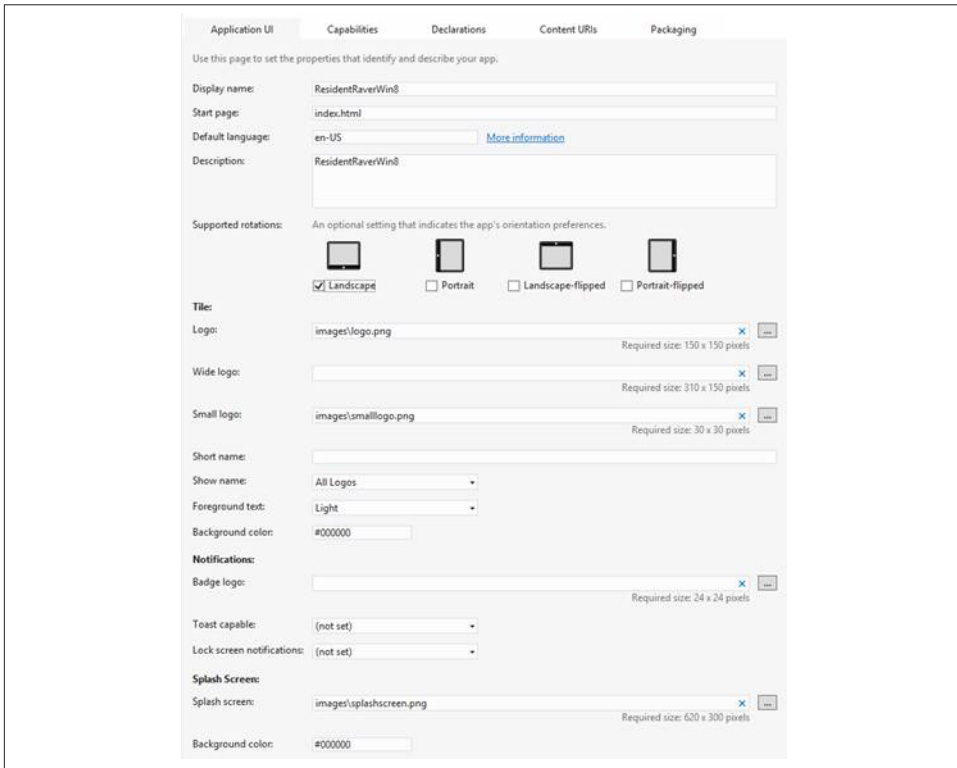 Application UI Capabilities Declarations Content URIs Packaging
Use this page to set the properties that identify and describe your app.
Display name: ResidentRaverWin8
Start page: index.html
Default language: en-US More information
Description: ResidentRaverWin8
Supported rotations: An optional setting that indicates the app's orientation preferences.
Landscape Portrait Landscape-flipped Portrait-flipped
Tile:
Logo: images\logo.png × ...
Required size: 150 x 150 pixels
Wide logo: × ...
Required size: 310 x 150 pixels
Small logo: images\smalllogo.png × ...
Required size: 30 x 30 pixels
Short name:
Show name: All Logos
Foreground text: Light
Background color: #000000
Notifications:
Badge logo: × ...
Required size: 24 x 24 pixels
Toast capable: (not set)
Lock screen notifications: (not set)
Splash Screen:
Splash screen: images\splashscreen.png × ...
Required size: 620 x 300 pixels
Background color: #000000